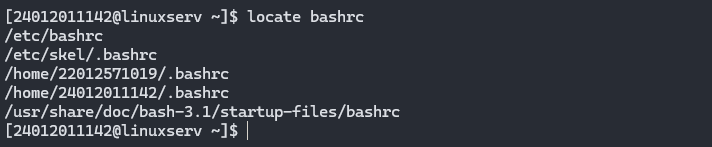 [24012011142@linuxserv ~]$ locate bashrc
/etc/bashrc
/etc/skel/.bashrc
/home/22012571019/.bashrc
/home/24012011142/.bashrc
/usr/share/doc/bash-3.1/startup-files/bashrc
[24012011142@linuxserv ~]$